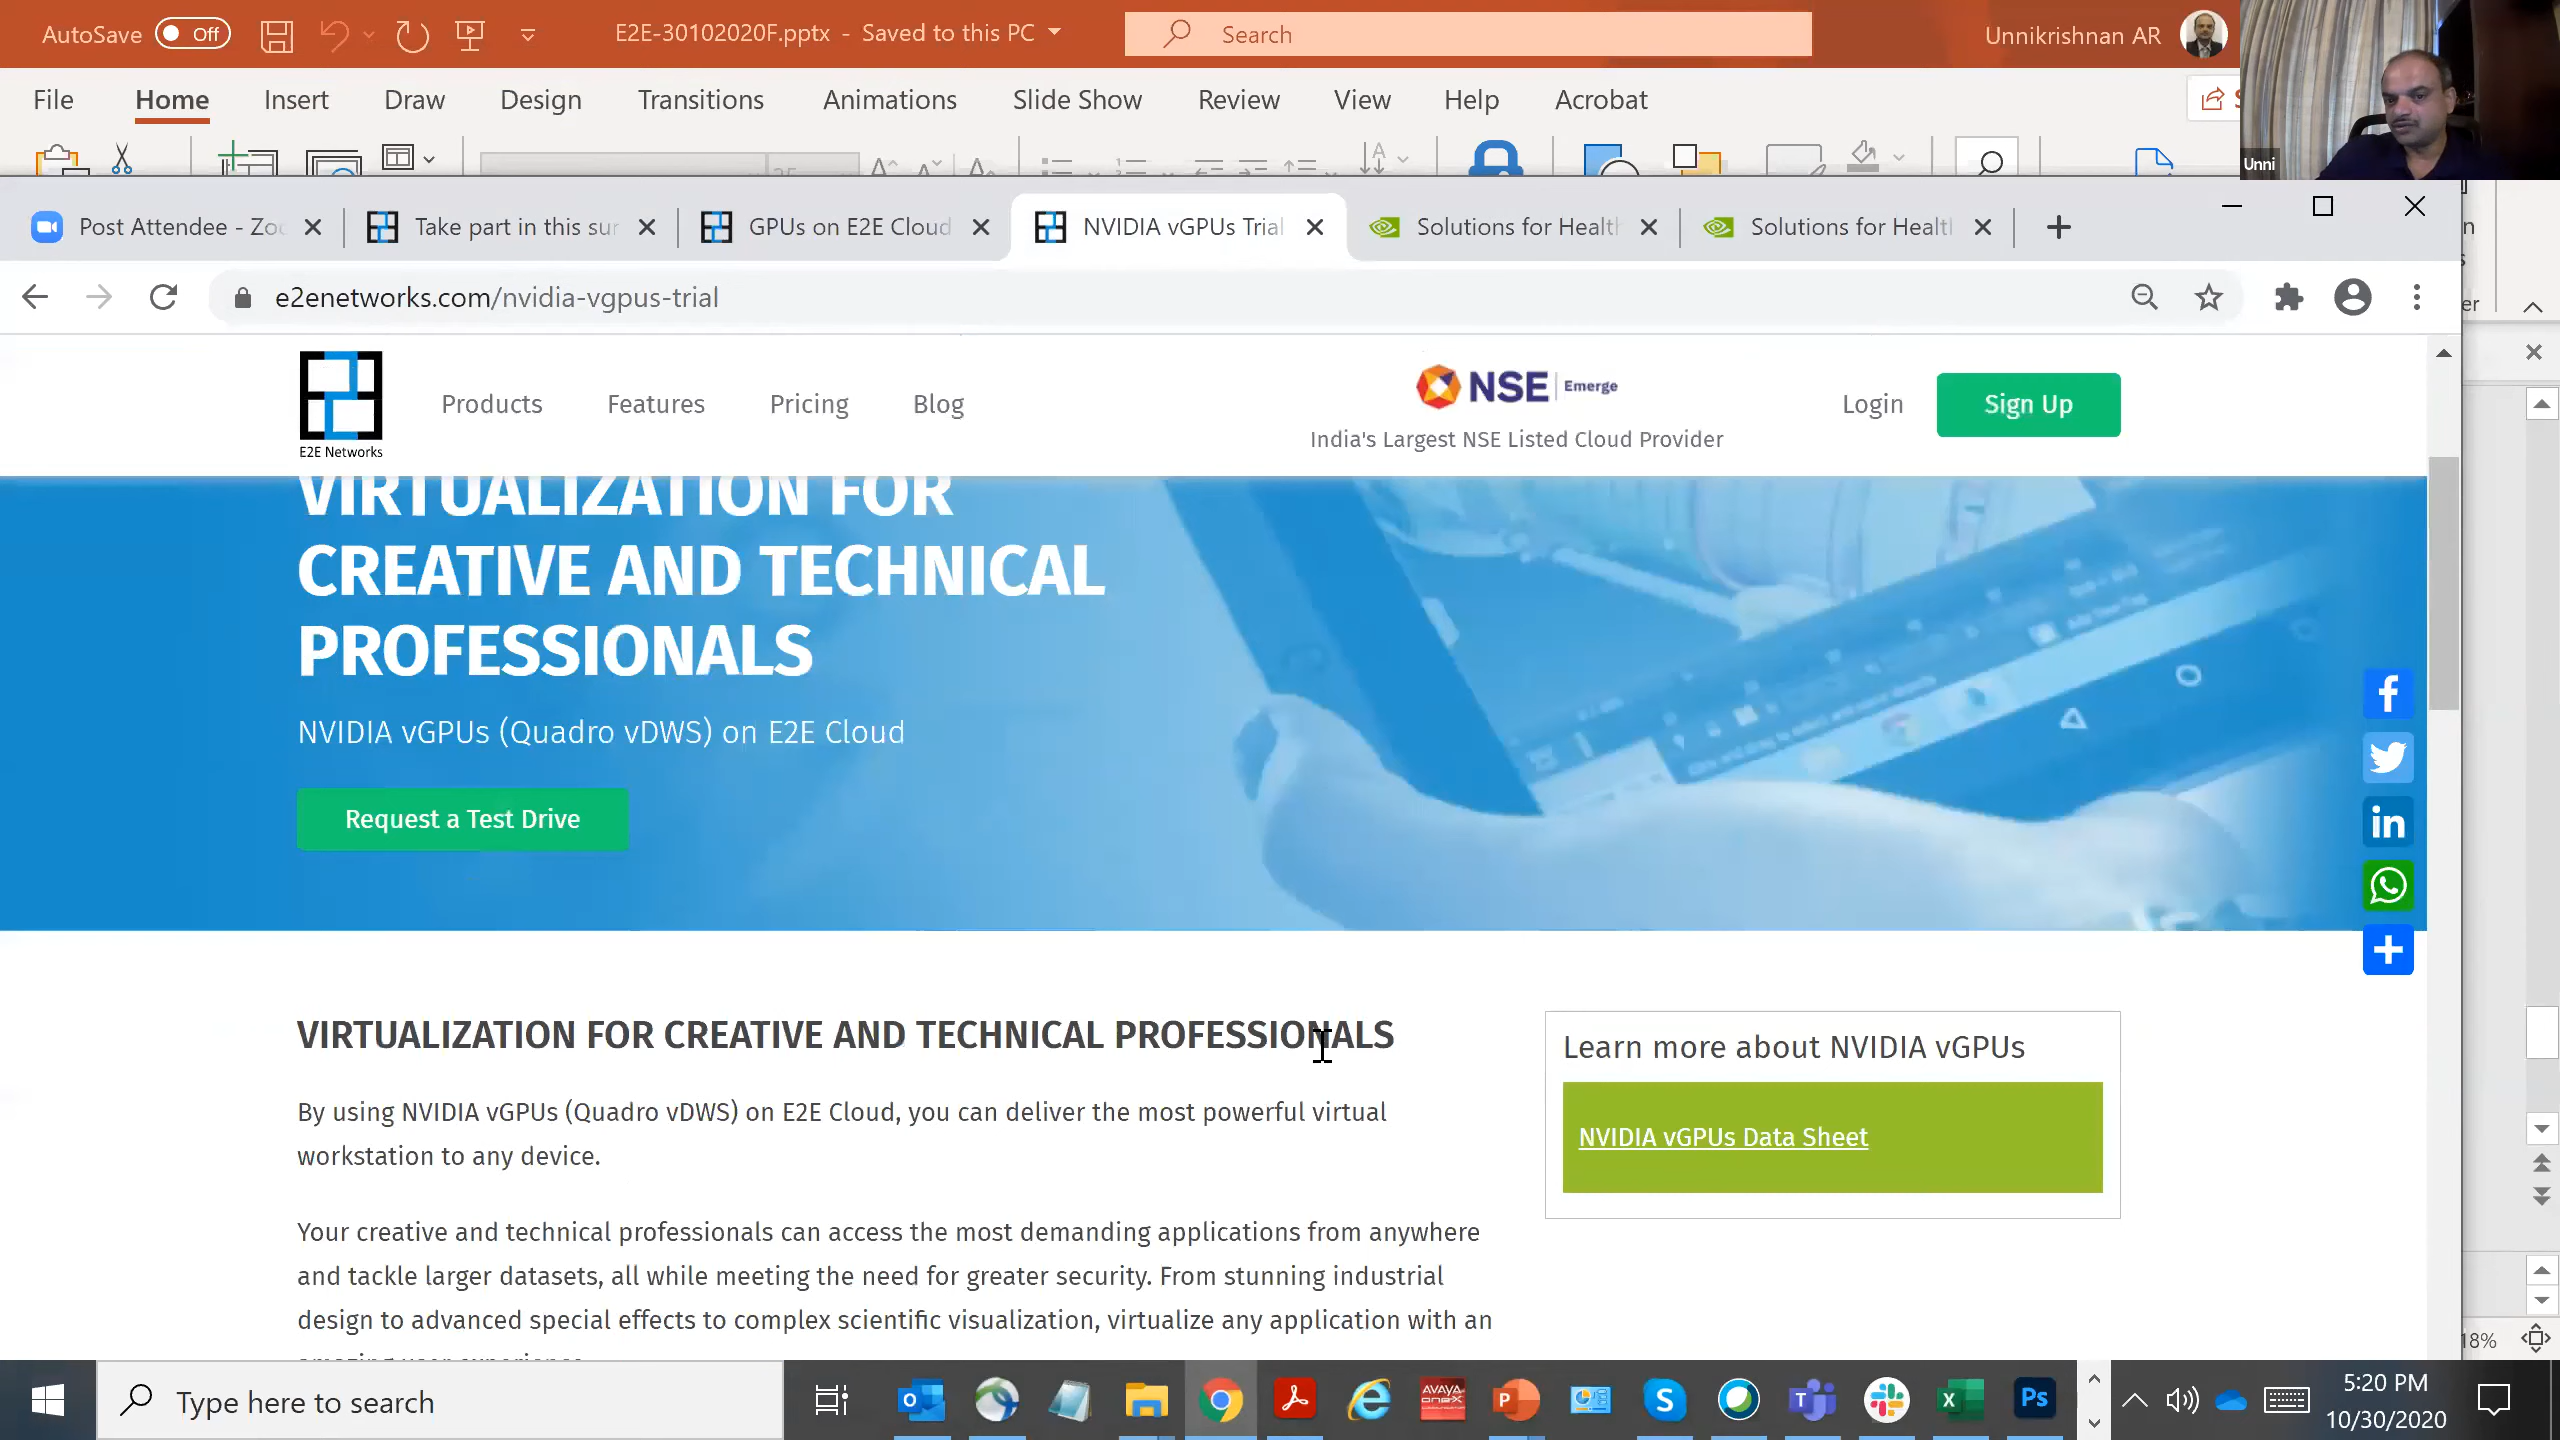 AutoSave Off E2E-30102020F.pptx - Saved to this PC Search Unnikrishnan AR
File Home Insert Draw Design Transitions Animations Slide Show Review View Help Acrobat
Unni
Post Attendee - Zo Take part in this su GPUs on E2E Cloud NVIDIA vGPUs Trial Solutions for Healt Solutions for Healt
e2enetworks.com/nvidia-vgpus-trial
E2E Networks
Products Features Pricing Blog
NSE Emerge
India's Largest NSE Listed Cloud Provider
Login Sign Up
VIRTUALIZATION FOR
CREATIVE AND TECHNICAL
PROFESSIONALS
NVIDIA vGPUs (Quadro vDWS) on E2E Cloud
Request a Test Drive
VIRTUALIZATION FOR CREATIVE AND TECHNICAL PROFESSIONALS
By using NVIDIA vGPUs (Quadro vDWS) on E2E Cloud, you can deliver the most powerful virtual
workstation to any device.
Your creative and technical professionals can access the most demanding applications from anywhere
and tackle larger datasets, all while meeting the need for greater security. From stunning industrial
design to advanced special effects to complex scientific visualization, virtualize any application with an
Learn more about NVIDIA vGPUs
NVIDIA vGPUs Data Sheet
18%
Type here to search
AVAYA
5:20 PM
10/30/2020